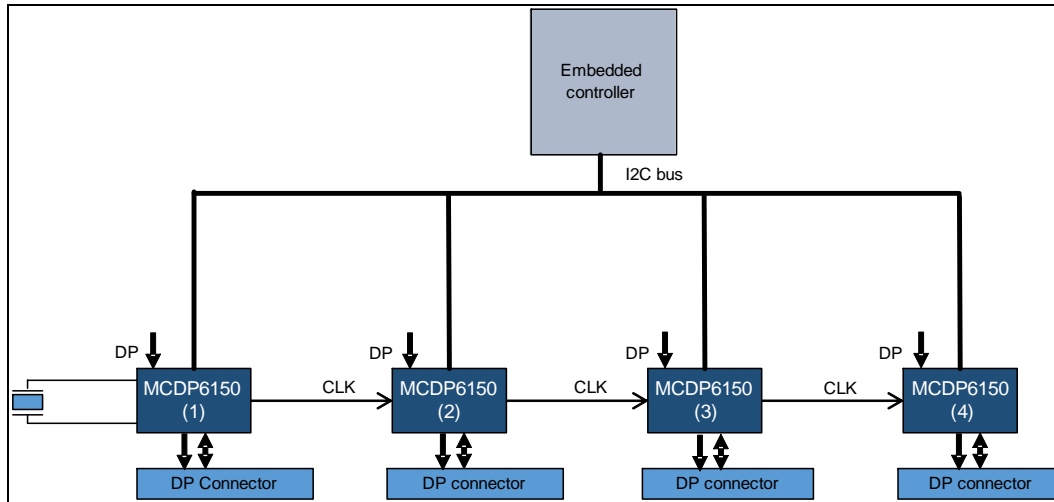 Embedded
controller
I2C bus
DP
DP
DP
DP
MCDP6150
(1)
CLK
MCDP6150
(2)
CLK
MCDP6150
(3)
CLK
MCDP6150
(4)
DP Connector
DP connector
DP connector
DP connector